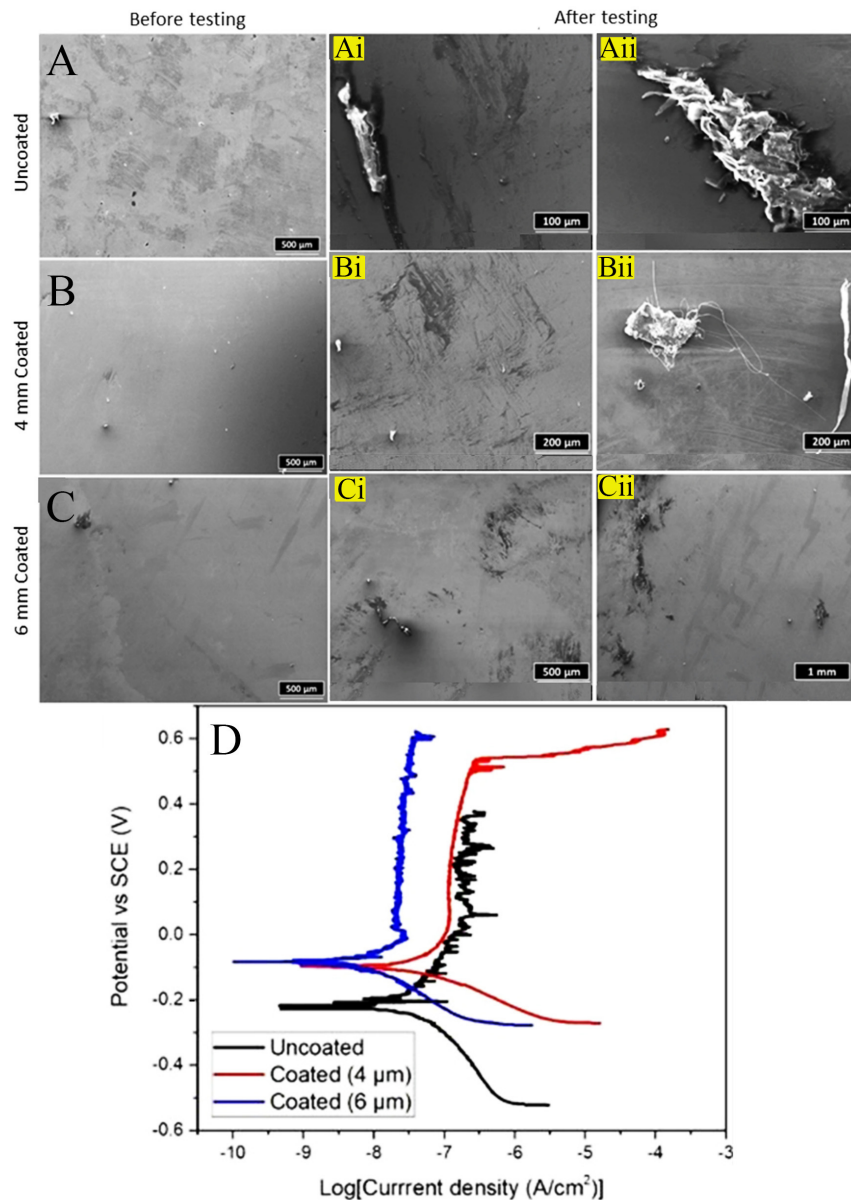 Before testing
After testing
Uncoated
A
500 µm
Ai
100 µm
Aii
100 µm
4 mm Coated
B
500 µm
Bi
200 µm
Bii
200 µm
6 mm Coated
C
500 µm
Ci
500 µm
Cii
1 mm
D
Potential vs SCE (V)
0.6
0.4
0.2
0.0
-0.2
-0.4
-0.6
Uncoated
Coated (4 µm)
Coated (6 µm)
-10 -9 -8 -7 -6 -5 -4 -3
Log[Currrent density (A/cm²)]